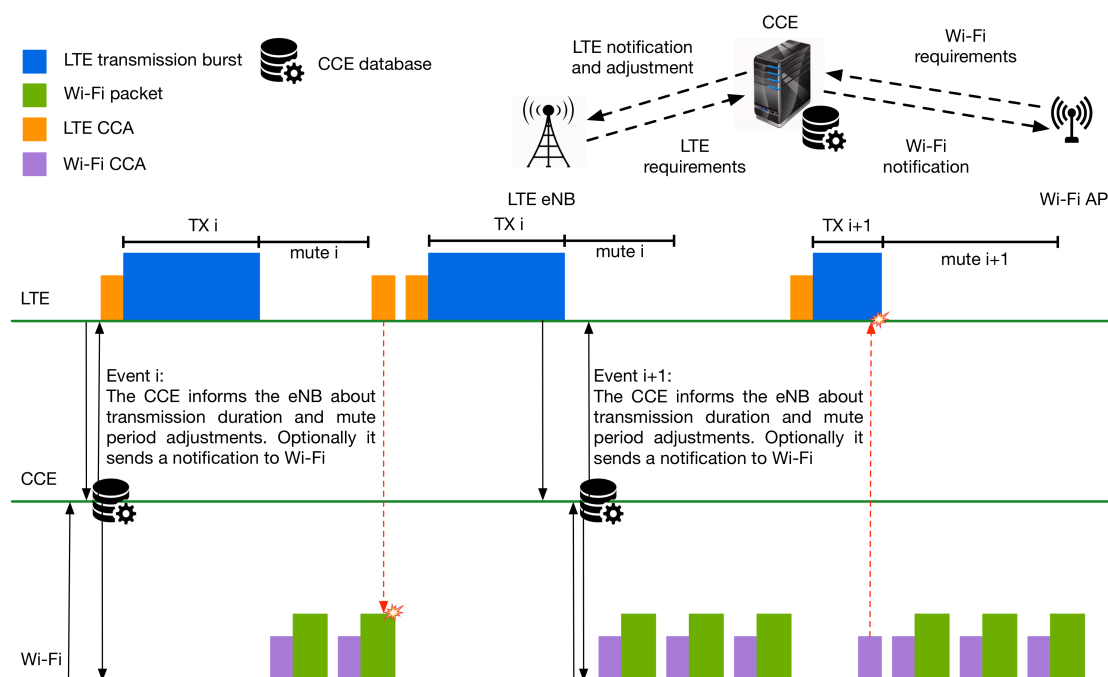 CCE
LTE transmission burst
CCE database
LTE notification
and adjustment
Wi-Fi
requirements
Wi-Fi packet
LTE CCA
Wi-Fi CCA
LTE
requirements
Wi-Fi
notification
LTE eNB
Wi-Fi AP
TX i
mute i
TX i
mute i
TX i+1
mute i+1
LTE
Event i:
The CCE informs the eNB about
transmission duration and mute
period adjustments. Optionally it
sends a notification to Wi-Fi
Event i+1:
The CCE informs the eNB about
transmission duration and mute
period adjustments. Optionally it
sends a notification to Wi-Fi
CCE
Wi-Fi